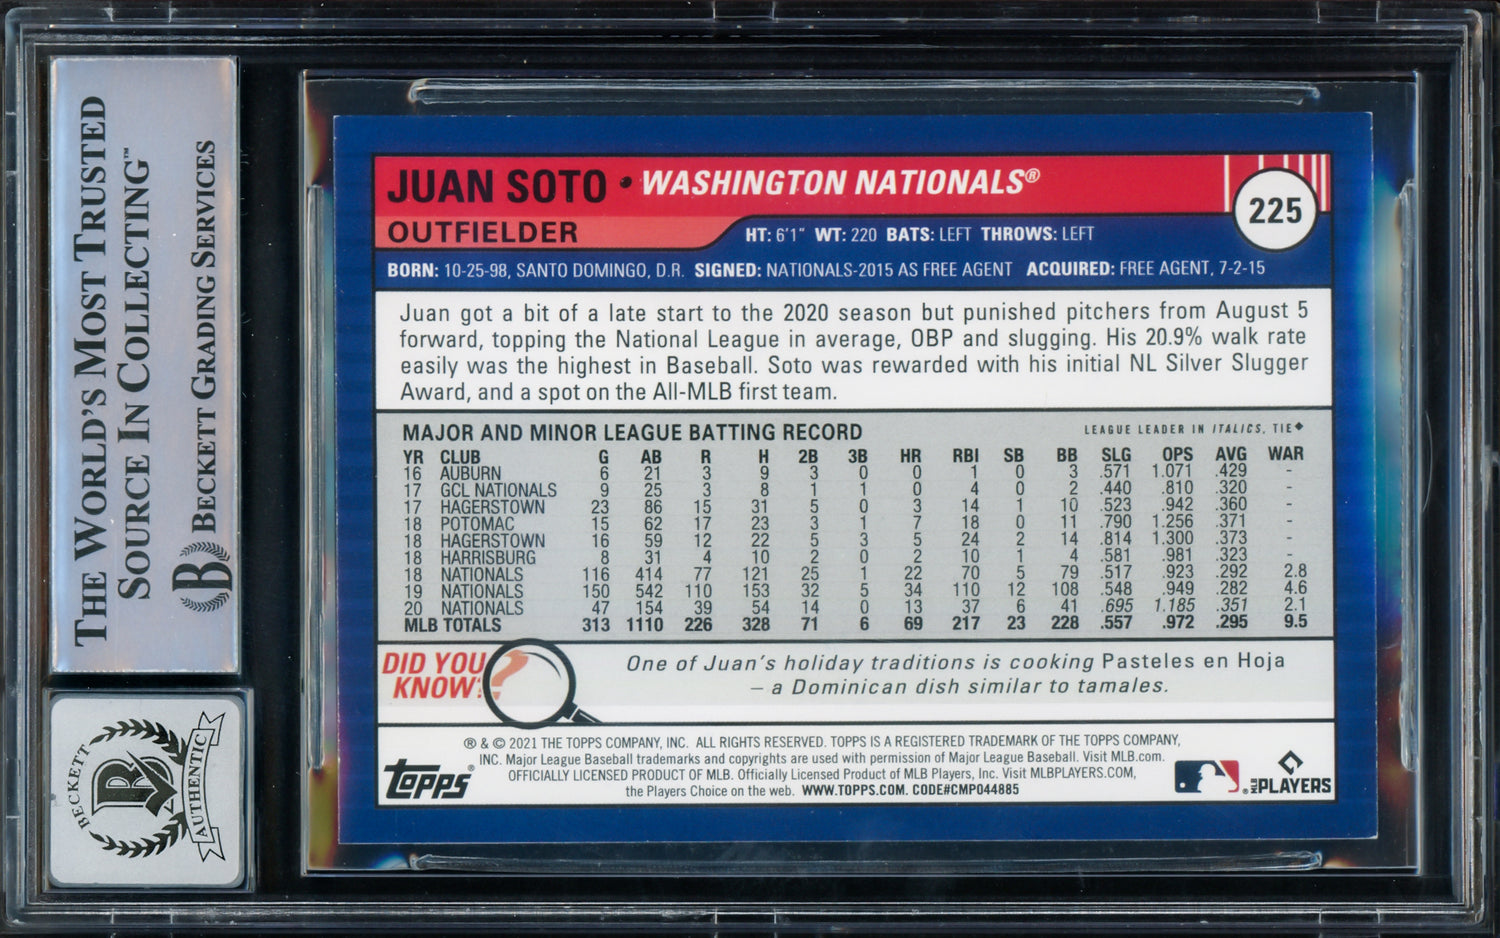 THE WORLD'S MOST TRUSTED
SOURCE IN COLLECTING™
BECKETT GRADING SERVICES
B
BECKETT
AUTHENTIC
JUAN SOTO • WASHINGTON NATIONALS®
225
OUTFIELDER
HT: 6'1" WT: 220 BATS: LEFT THROWS: LEFT
BORN: 10-25-98, SANTO DOMINGO, D.R. SIGNED: NATIONALS-2015 AS FREE AGENT ACQUIRED: FREE AGENT, 7-2-15
Juan got a bit of a late start to the 2020 season but punished pitchers from August 5
forward, topping the National League in average, OBP and slugging. His 20.9% walk rate
easily was the highest in Baseball. Soto was rewarded with his initial NL Silver Slugger
Award, and a spot on the All-MLB first team.
MAJOR AND MINOR LEAGUE BATTING RECORD LEAGUE LEADER IN ITALICS, TIE◆
YR CLUB G AB R H 2B 3B HR RBI SB BB SLG OPS AVG WAR
16 AUBURN 6 21 3 9 3 0 0 1 0 3 .571 1.071 .429 -
17 GCL NATIONALS 9 25 3 8 1 1 0 4 0 2 .440 .810 .320 -
17 HAGERSTOWN 23 86 15 31 5 0 3 14 1 10 .523 .942 .360 -
18 POTOMAC 15 62 17 23 3 1 7 18 0 11 .790 1.256 .371 -
18 HAGERSTOWN 16 59 12 22 5 3 5 24 2 14 .814 1.300 .373 -
18 HARRISBURG 8 31 4 10 2 0 2 10 1 4 .581 .981 .323 -
18 NATIONALS 116 414 77 121 25 1 22 70 5 79 .517 .923 .292 2.8
19 NATIONALS 150 542 110 153 32 5 34 110 12 108 .548 .949 .282 4.6
20 NATIONALS 47 154 39 54 14 0 13 37 6 41 .695 1.185 .351 2.1
MLB TOTALS 313 1110 226 328 71 6 69 217 23 228 .557 .972 .295 9.5
DID YOU
KNOW?
?
One of Juan's holiday traditions is cooking Pasteles en Hoja
– a Dominican dish similar to tamales.
® & © 2021 THE TOPPS COMPANY, INC. ALL RIGHTS RESERVED. TOPPS IS A REGISTERED TRADEMARK OF THE TOPPS COMPANY,
INC. Major League Baseball trademarks and copyrights are used with permission of Major League Baseball. Visit MLB.com.
OFFICIALLY LICENSED PRODUCT OF MLB. Officially Licensed Product of MLB Players, Inc. Visit MLBPLAYERS.COM,
the Players Choice on the web. WWW.TOPPS.COM. CODE#CMP044885
TOPPS®
MLB PLAYERS